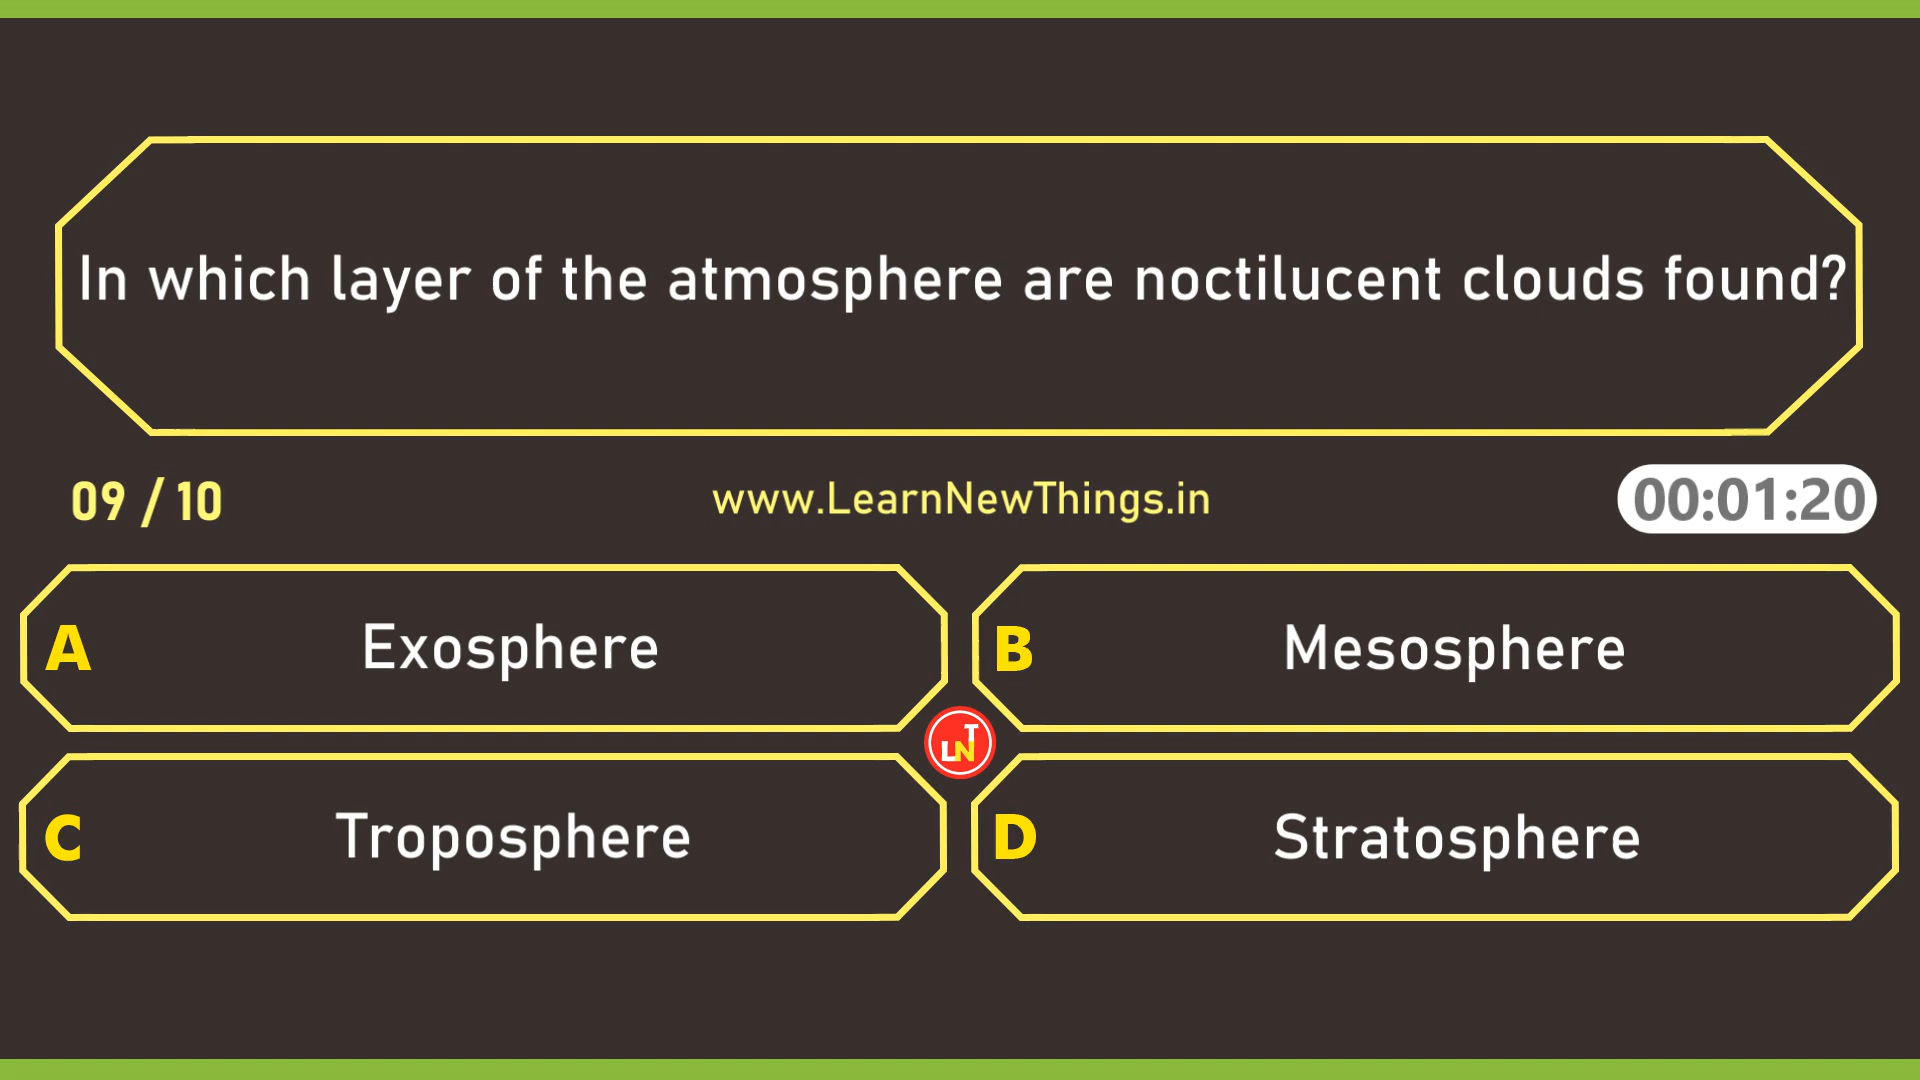 In which layer of the atmosphere are noctilucent clouds found?
09 / 10
www.LearnNewThings.in
00:01:20
A Exosphere
B Mesosphere
LNT
C Troposphere
D Stratosphere